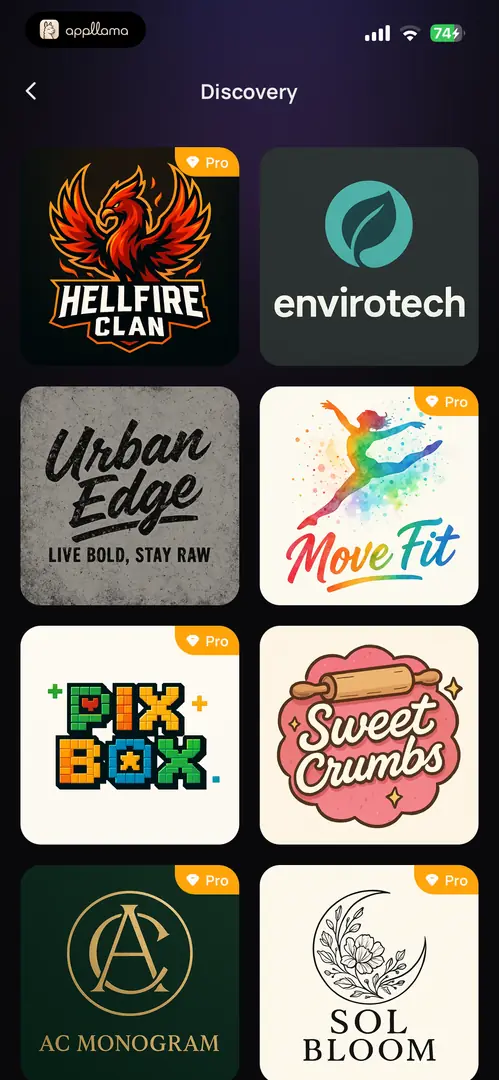 appllama
74
Discovery
Pro
HELLFIRE
CLAN
envirotech
Urban
Edge
LIVE BOLD, STAY RAW
Pro
Move Fit
Pro
PIX
BOX
Sweet
Crumbs
Pro
AC
AC MONOGRAM
Pro
SOL
BLOOM